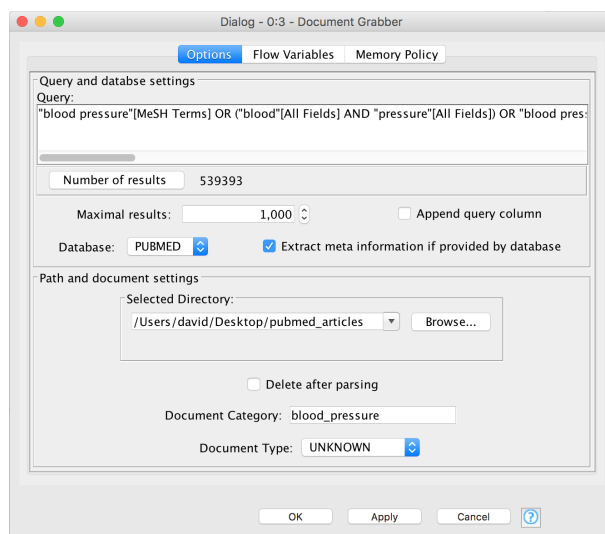 Dialog - 0:3 - Document Grabber
Options Flow Variables Memory Policy
Query and databse settings
Query:
"blood pressure"[MeSH Terms] OR ("blood"[All Fields] AND "pressure"[All Fields]) OR "blood pres
Number of results 539393
Maximal results: 1,000 Append query column
Database: PUBMED Extract meta information if provided by database
Path and document settings
Selected Directory:
/Users/david/Desktop/pubmed_articles Browse...
Delete after parsing
Document Category: blood_pressure
Document Type: UNKNOWN
OK Apply Cancel ?